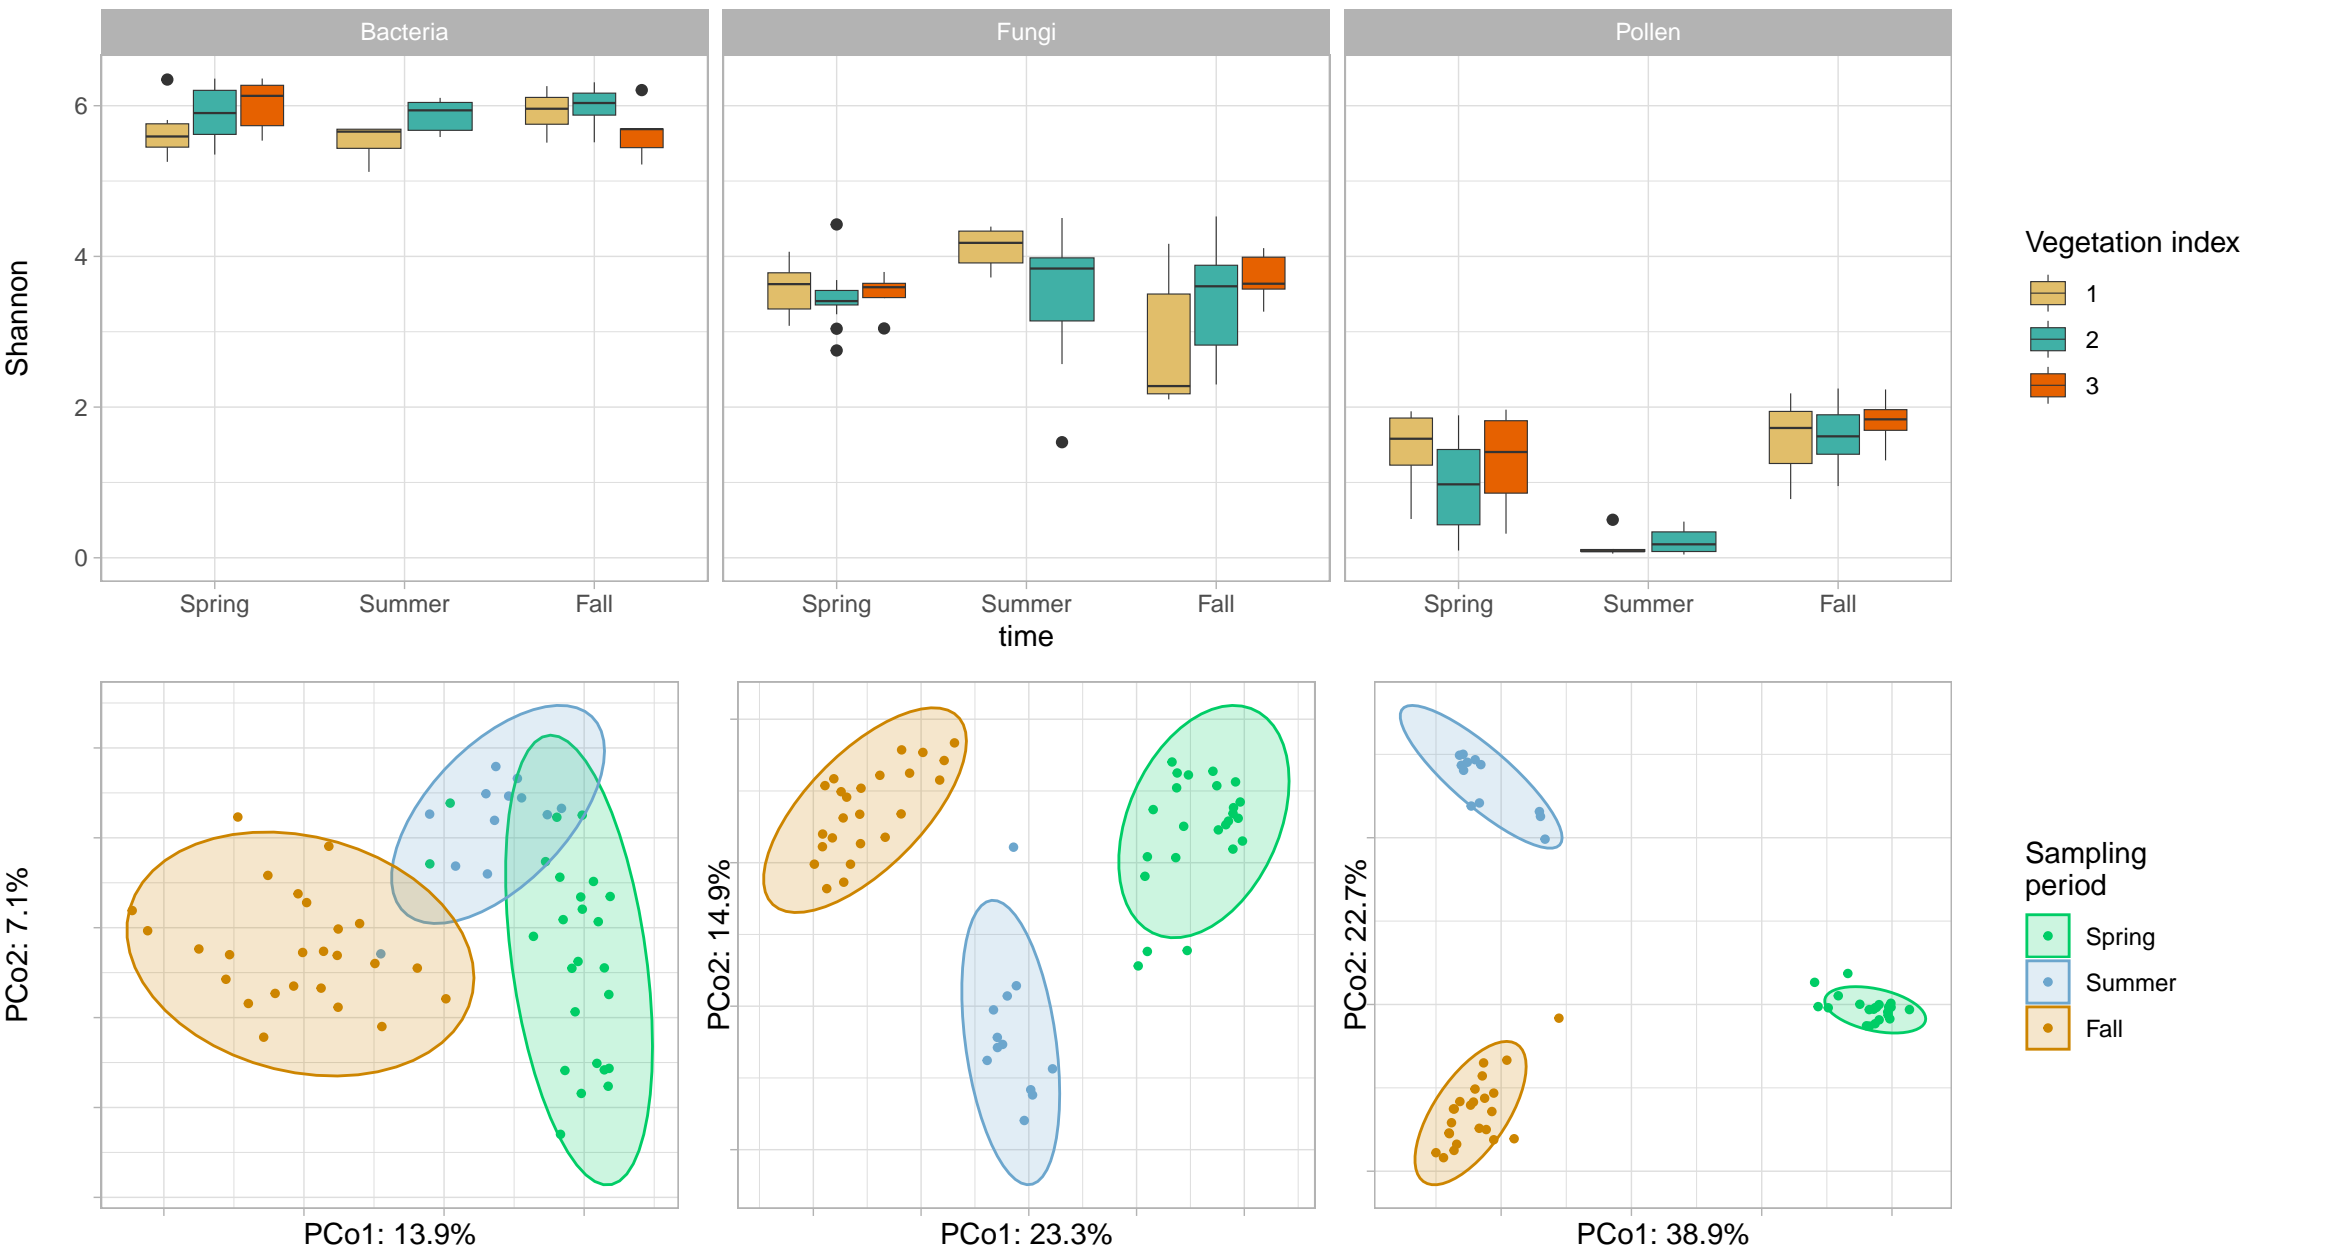 Bacteria
Fungi
Pollen
Shannon
6
4
2
0
Spring
Summer
Fall
Spring
Summer
Fall
Spring
Summer
Fall
time
Vegetation index
1
2
3
PCo2: 7.1%
PCo1: 13.9%
PCo2: 14.9%
PCo1: 23.3%
PCo2: 22.7%
PCo1: 38.9%
Sampling
period
Spring
Summer
Fall